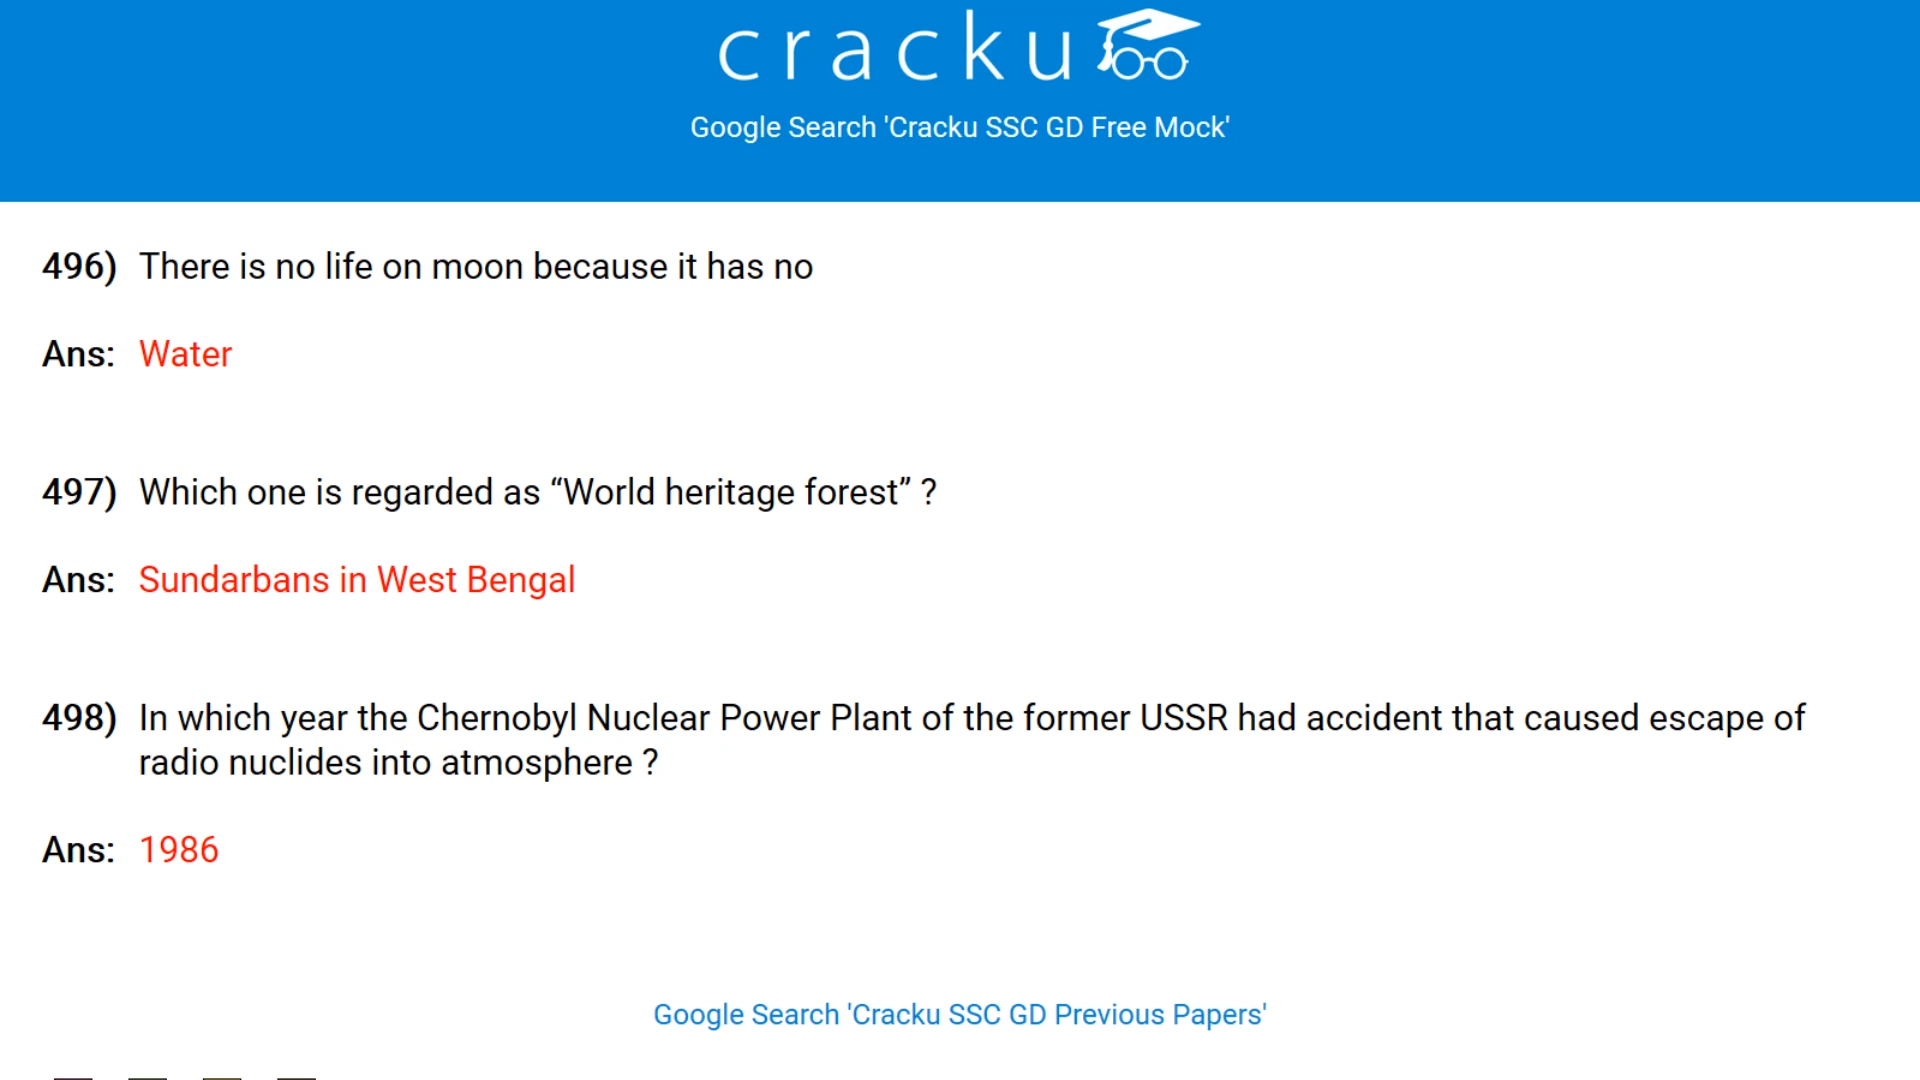 cracku
Google Search 'Cracku SSC GD Free Mock'
496) There is no life on moon because it has no
Ans: Water
497) Which one is regarded as “World heritage forest” ?
Ans: Sundarbans in West Bengal
498) In which year the Chernobyl Nuclear Power Plant of the former USSR had accident that caused escape of
radio nuclides into atmosphere ?
Ans: 1986
Google Search 'Cracku SSC GD Previous Papers'